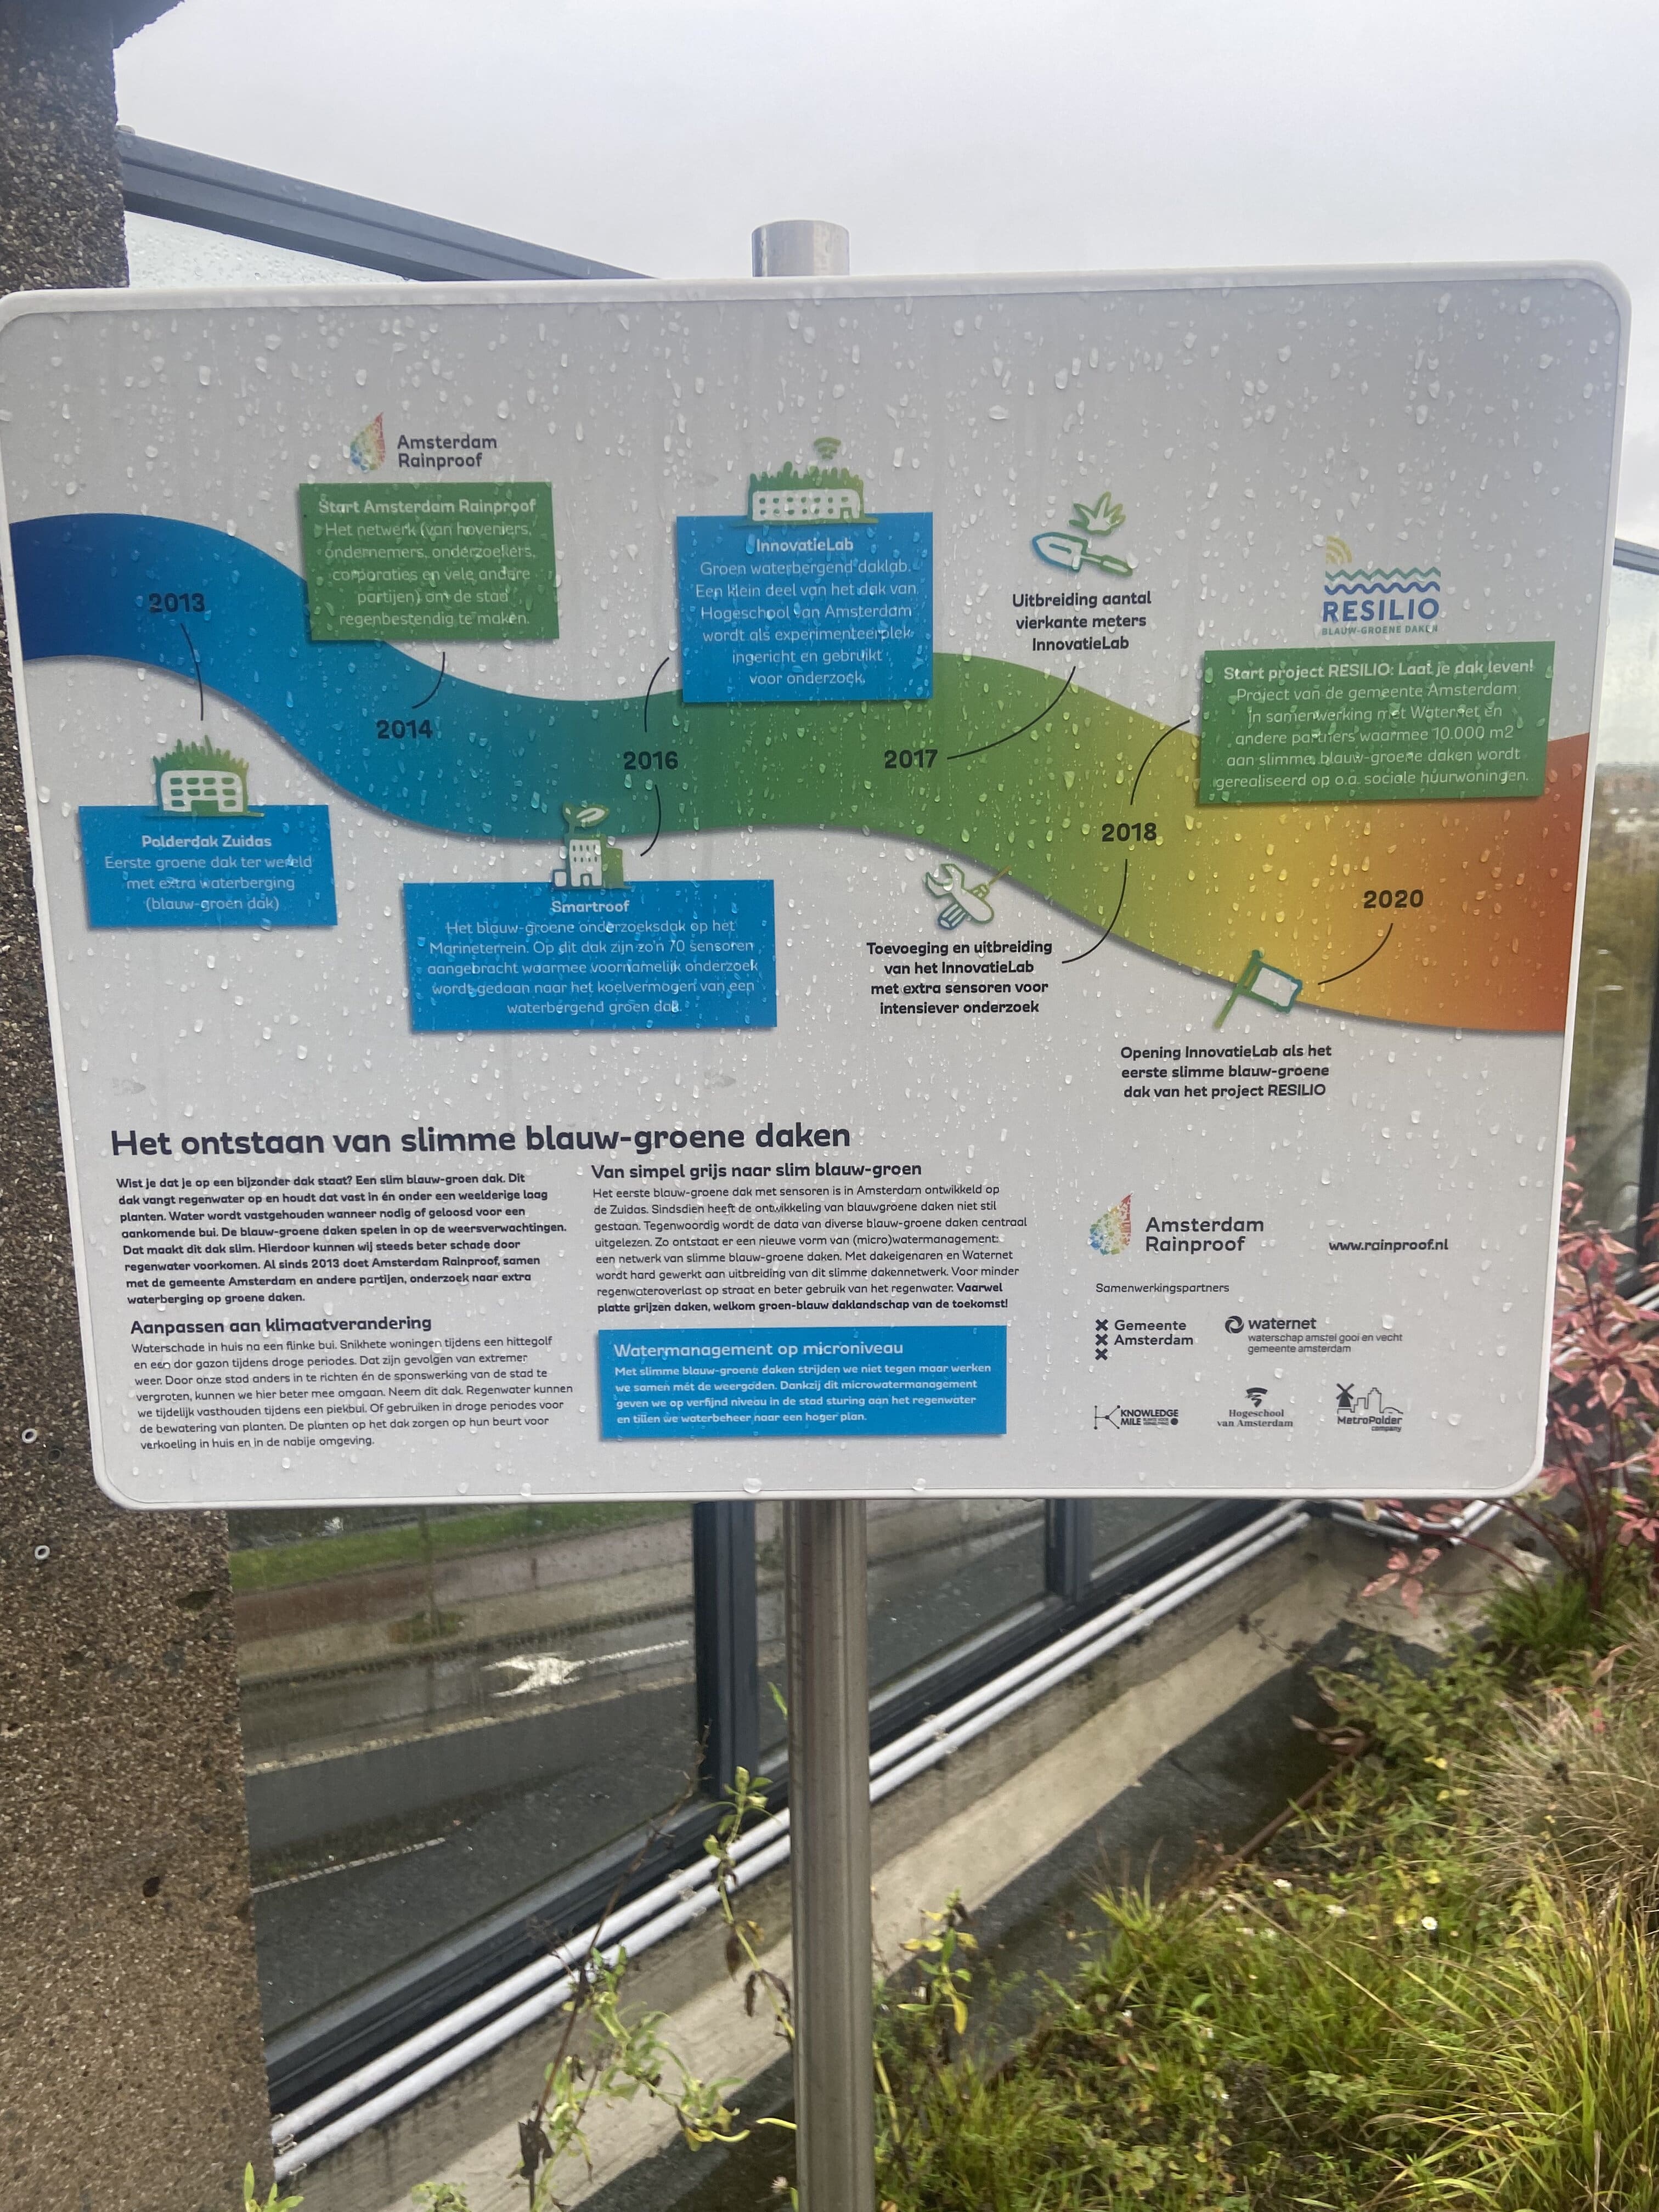 Amsterdam
Rainproof
Start Amsterdam Rainproof
Het netwerk (van hoveniers,
ondernemers, onderzoekers,
corporaties en vele andere
partijen) om de stad
regenbestendig te maken.
InnovatieLab
Groen waterbergend daklab.
Een klein deel van het dak van
Hogeschool van Amsterdam
wordt als experimenteerplek
ingericht en gebruikt
voor onderzoek.
Uitbreiding aantal
vierkante meters
InnovatieLab
RESILIO
BLAUW-GROENE DAKEN
Start project RESILIO: Laat je dak leven!
Project van de gemeente Amsterdam
in samenwerking met Waternet en
andere partners waarmee 10.000 m2
aan slimme, blauw-groene daken wordt
gerealiseerd op o.a. sociale huurwoningen.
2013
2014
2016
2017
2018
2020
Polderdak Zuidas
Eerste groene dak ter wereld
met extra waterberging
(blauw-groen dak)
Smartroof
Het blauw-groene onderzoeksdak op het
Marineterrein. Op dit dak zijn zo'n 70 sensoren
aangebracht waarmee voornamelijk onderzoek
wordt gedaan naar het koelvermogen van een
waterbergend groen dak.
Toevoeging en uitbreiding
van het InnovatieLab
met extra sensoren voor
intensiever onderzoek
Opening InnovatieLab als het
eerste slimme blauw-groene
dak van het project RESILIO
Het ontstaan van slimme blauw-groene daken
Wist je dat je op een bijzonder dak staat? Een slim blauw-groen dak. Dit
dak vangt regenwater op en houdt dat vast in én onder een weelderige laag
planten. Water wordt vastgehouden wanneer nodig of geloosd voor een
aankomende bui. De blauw-groene daken spelen in op de weersverwachtingen.
Dat maakt dit dak slim. Hierdoor kunnen wij steeds beter schade door
regenwater voorkomen. Al sinds 2013 doet Amsterdam Rainproof, samen
met de gemeente Amsterdam en andere partijen, onderzoek naar extra
waterberging op groene daken.
Aanpassen aan klimaatverandering
Waterschade in huis na een flinke bui. Snikhete woningen tijdens een hittegolf
en een dor gazon tijdens droge periodes. Dat zijn gevolgen van extremer
weer. Door onze stad anders in te richten én de sponswerking van de stad te
vergroten, kunnen we hier beter mee omgaan. Neem dit dak. Regenwater kunnen
we tijdelijk vasthouden tijdens een piekbui. Of gebruiken in droge periodes voor
de bewatering van planten. De planten op het dak zorgen op hun beurt voor
verkoeling in huis en in de nabije omgeving.
Van simpel grijs naar slim blauw-groen
Het eerste blauw-groene dak met sensoren is in Amsterdam ontwikkeld op
de Zuidas. Sindsdien heeft de ontwikkeling van blauwgroene daken niet stil
gestaan. Tegenwoordig wordt de data van diverse blauw-groene daken centraal
uitgelezen. Zo ontstaat er een nieuwe vorm van (micro)watermanagement:
een netwerk van slimme blauw-groene daken. Met dakeigenaren en Waternet
wordt hard gewerkt aan uitbreiding van dit slimme dakennetwerk. Voor minder
regenwateroverlast op straat en beter gebruik van het regenwater. Vaarwel
platte grijzen daken, welkom groen-blauw daklandschap van de toekomst!
Watermanagement op microniveau
Met slimme blauw-groene daken strijden we niet tegen maar werken
we samen mét de weergoden. Dankzij dit microwatermanagement
geven we op verfijnd niveau in de stad sturing aan het regenwater
en tillen we waterbeheer naar een hoger plan.
Amsterdam
Rainproof
www.rainproof.nl
Samenwerkingspartners
Gemeente
Amsterdam
waternet
waterschap amstel gooi en vecht
gemeente amsterdam
KNOWLEDGE
MILE
Hogeschool
van Amsterdam
MetroPolder
company